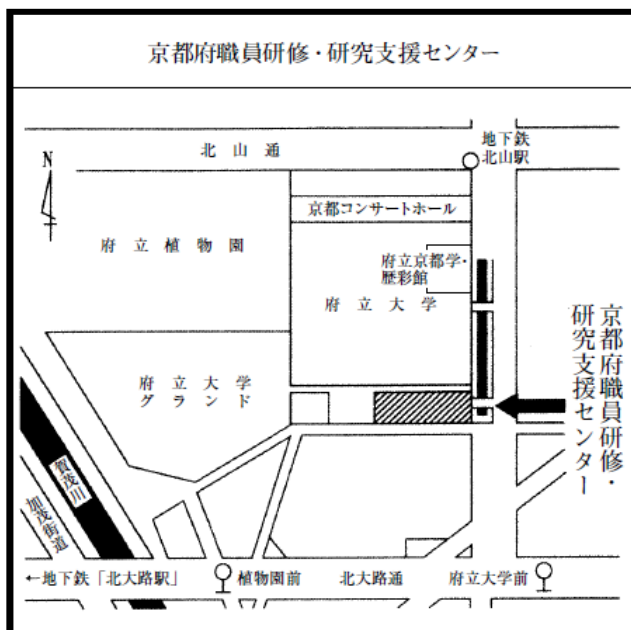 京都府職員研修・研究支援センター
地下鉄
北山駅
北山通
N
京都コンサートホール
府立植物園
府立京都学・
歴彩館
府立大学
京都府職員研修・
研究支援センター
府立大学
グランド
賀茂川
加茂街道
←地下鉄「北大路駅」
植物園前
北大路通
府立大学前